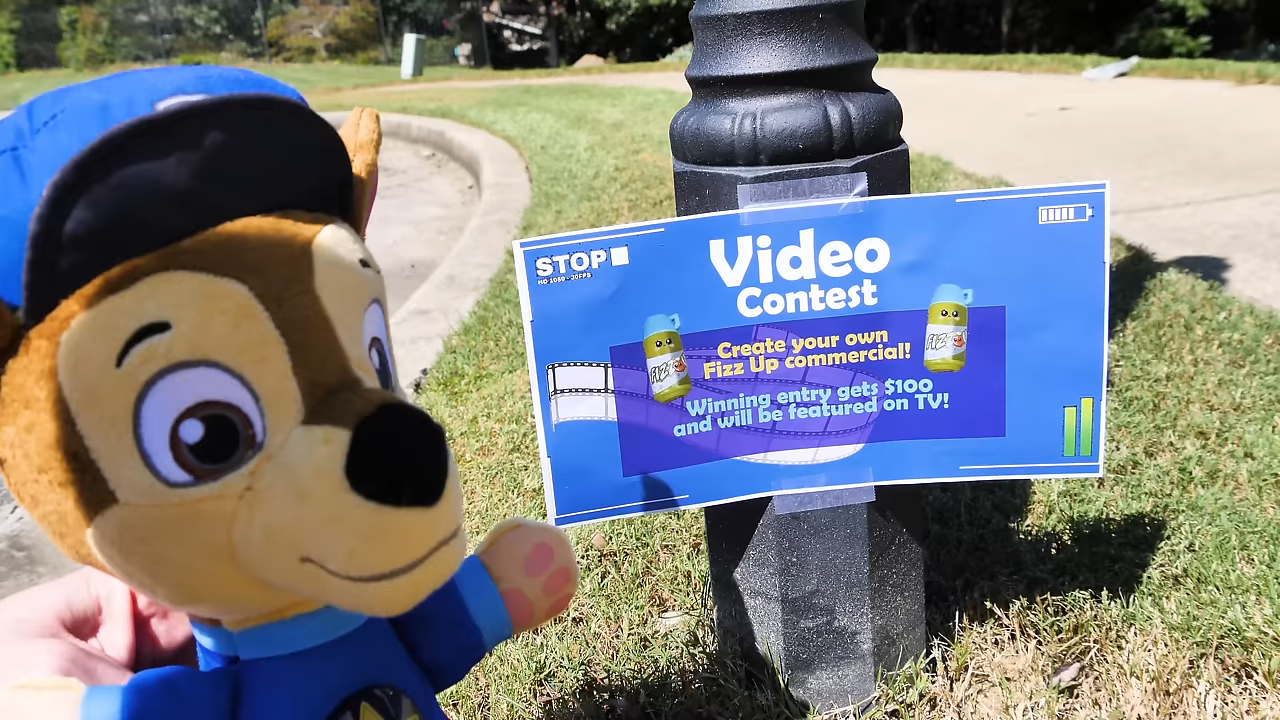 STOP
HD 1080 - 30FPS
Video
Contest
Create your own
Fizz Up commercial!
Winning entry gets $100
and will be featured on TV!